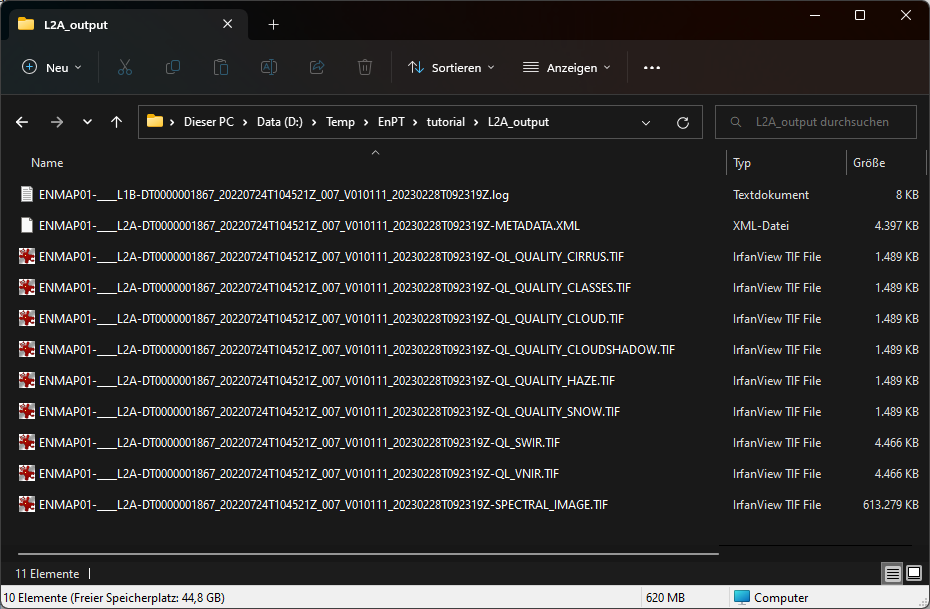 L2A_output
Neu
Sortieren
Anzeigen
Dieser PC > Data (D:) > Temp > EnPT > tutorial > L2A_output
L2A_output durchsuchen
Name Typ Größe
ENMAP01-____L1B-DT0000001867_20220724T104521Z_007_V010111_20230228T092319Z.log Textdokument 8 KB
ENMAP01-____L2A-DT0000001867_20220724T104521Z_007_V010111_20230228T092319Z-METADATA.XML XML-Datei 4.397 KB
ENMAP01-____L2A-DT0000001867_20220724T104521Z_007_V010111_20230228T092319Z-QL_QUALITY_CIRRUS.TIF IrfanView TIF File 1.489 KB
ENMAP01-____L2A-DT0000001867_20220724T104521Z_007_V010111_20230228T092319Z-QL_QUALITY_CLASSES.TIF IrfanView TIF File 1.489 KB
ENMAP01-____L2A-DT0000001867_20220724T104521Z_007_V010111_20230228T092319Z-QL_QUALITY_CLOUD.TIF IrfanView TIF File 1.489 KB
ENMAP01-____L2A-DT0000001867_20220724T104521Z_007_V010111_20230228T092319Z-QL_QUALITY_CLOUDSHADOW.TIF IrfanView TIF File 1.489 KB
ENMAP01-____L2A-DT0000001867_20220724T104521Z_007_V010111_20230228T092319Z-QL_QUALITY_HAZE.TIF IrfanView TIF File 1.489 KB
ENMAP01-____L2A-DT0000001867_20220724T104521Z_007_V010111_20230228T092319Z-QL_QUALITY_SNOW.TIF IrfanView TIF File 1.489 KB
ENMAP01-____L2A-DT0000001867_20220724T104521Z_007_V010111_20230228T092319Z-QL_SWIR.TIF IrfanView TIF File 4.466 KB
ENMAP01-____L2A-DT0000001867_20220724T104521Z_007_V010111_20230228T092319Z-QL_VNIR.TIF IrfanView TIF File 4.466 KB
ENMAP01-____L2A-DT0000001867_20220724T104521Z_007_V010111_20230228T092319Z-SPECTRAL_IMAGE.TIF IrfanView TIF File 613.279 KB
11 Elemente
10 Elemente (Freier Speicherplatz: 44,8 GB) 620 MB Computer